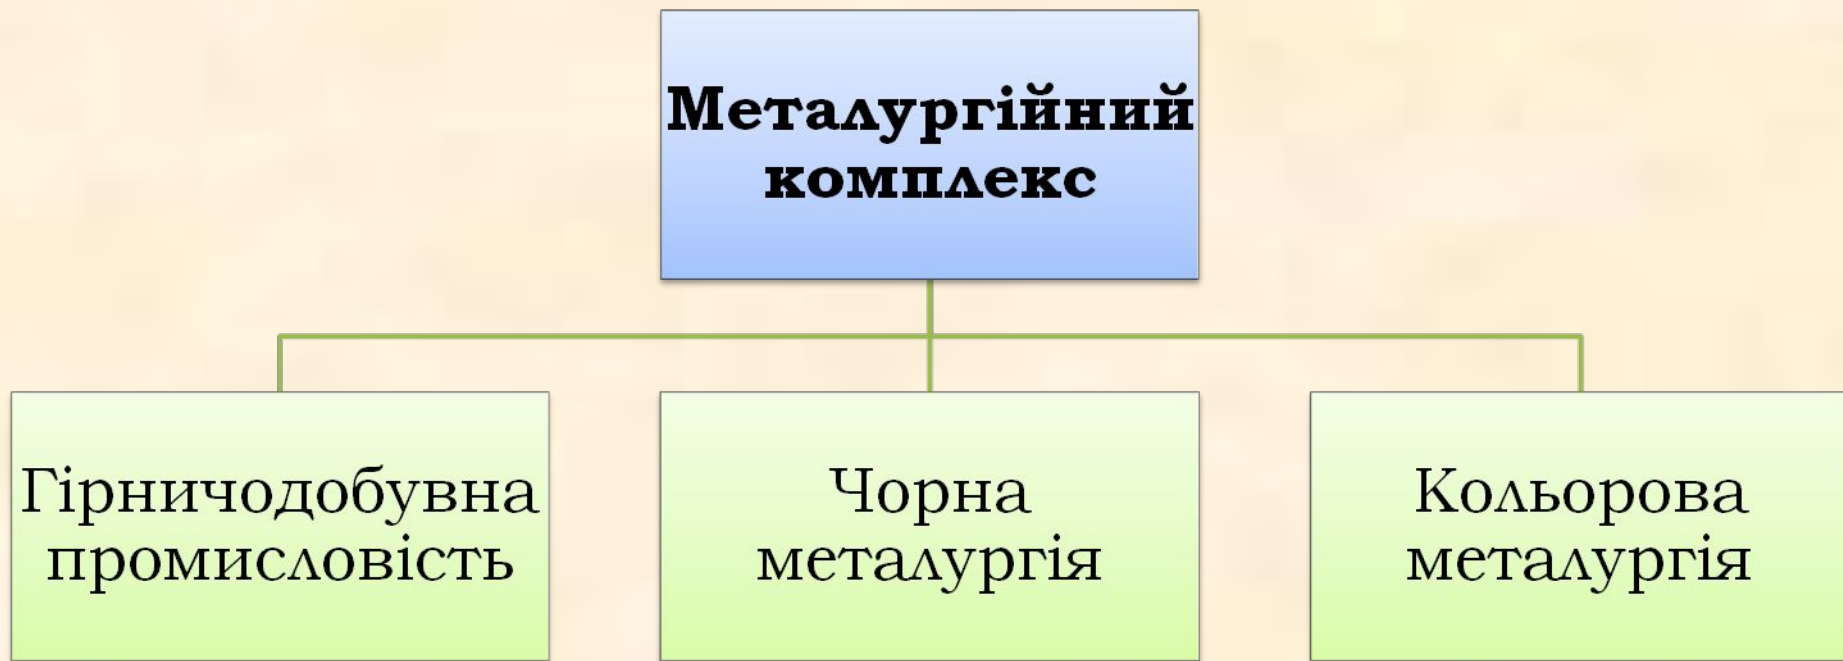 Металургійний
комплекс
Гірничодобувна
промисловість
Чорна
металургія
Кольорова
металургія